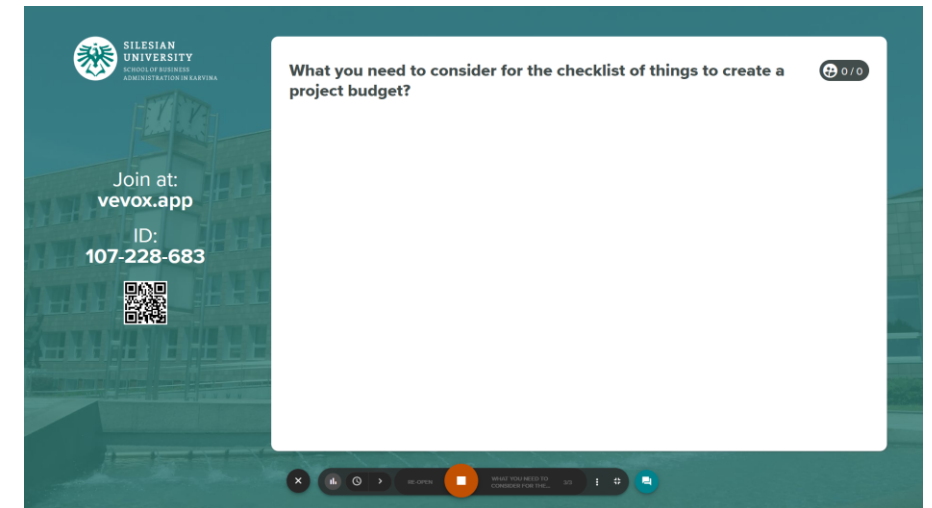 SILESIAN
UNIVERSITY
SCHOOL OF BUSINESS
ADMINISTRATION IN KARVINA
Join at:
vevox.app
ID:
107-228-683
What you need to consider for the checklist of things to create a
project budget?
0 / 0
RE-OPEN
WHAT YOU NEED TO
CONSIDER FOR THE...